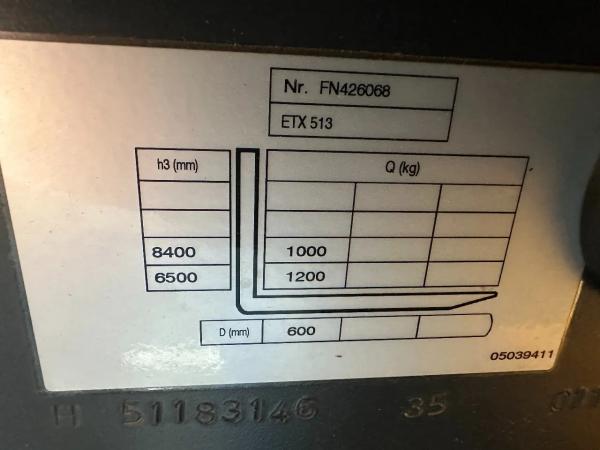 Nr. FN426068
ETX 513
h3 (mm) Q (kg)
8400 1000
6500 1200
D (mm) 600
05039411
H 51183146 35